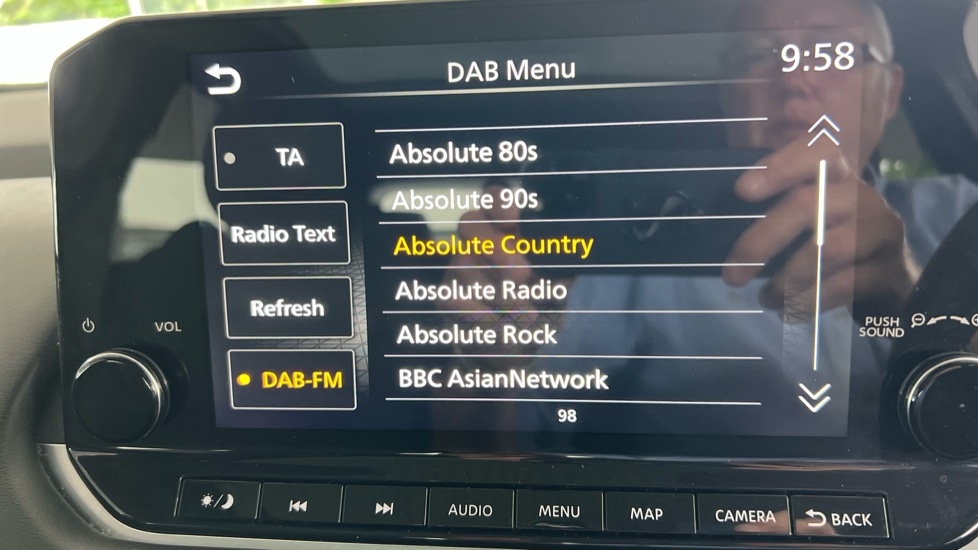 DAB Menu
9:58
TA
Radio Text
Refresh
DAB-FM
Absolute 80s
Absolute 90s
Absolute Country
Absolute Radio
Absolute Rock
BBC AsianNetwork
98
VOL
PUSH
SOUND
AUDIO
MENU
MAP
CAMERA
BACK